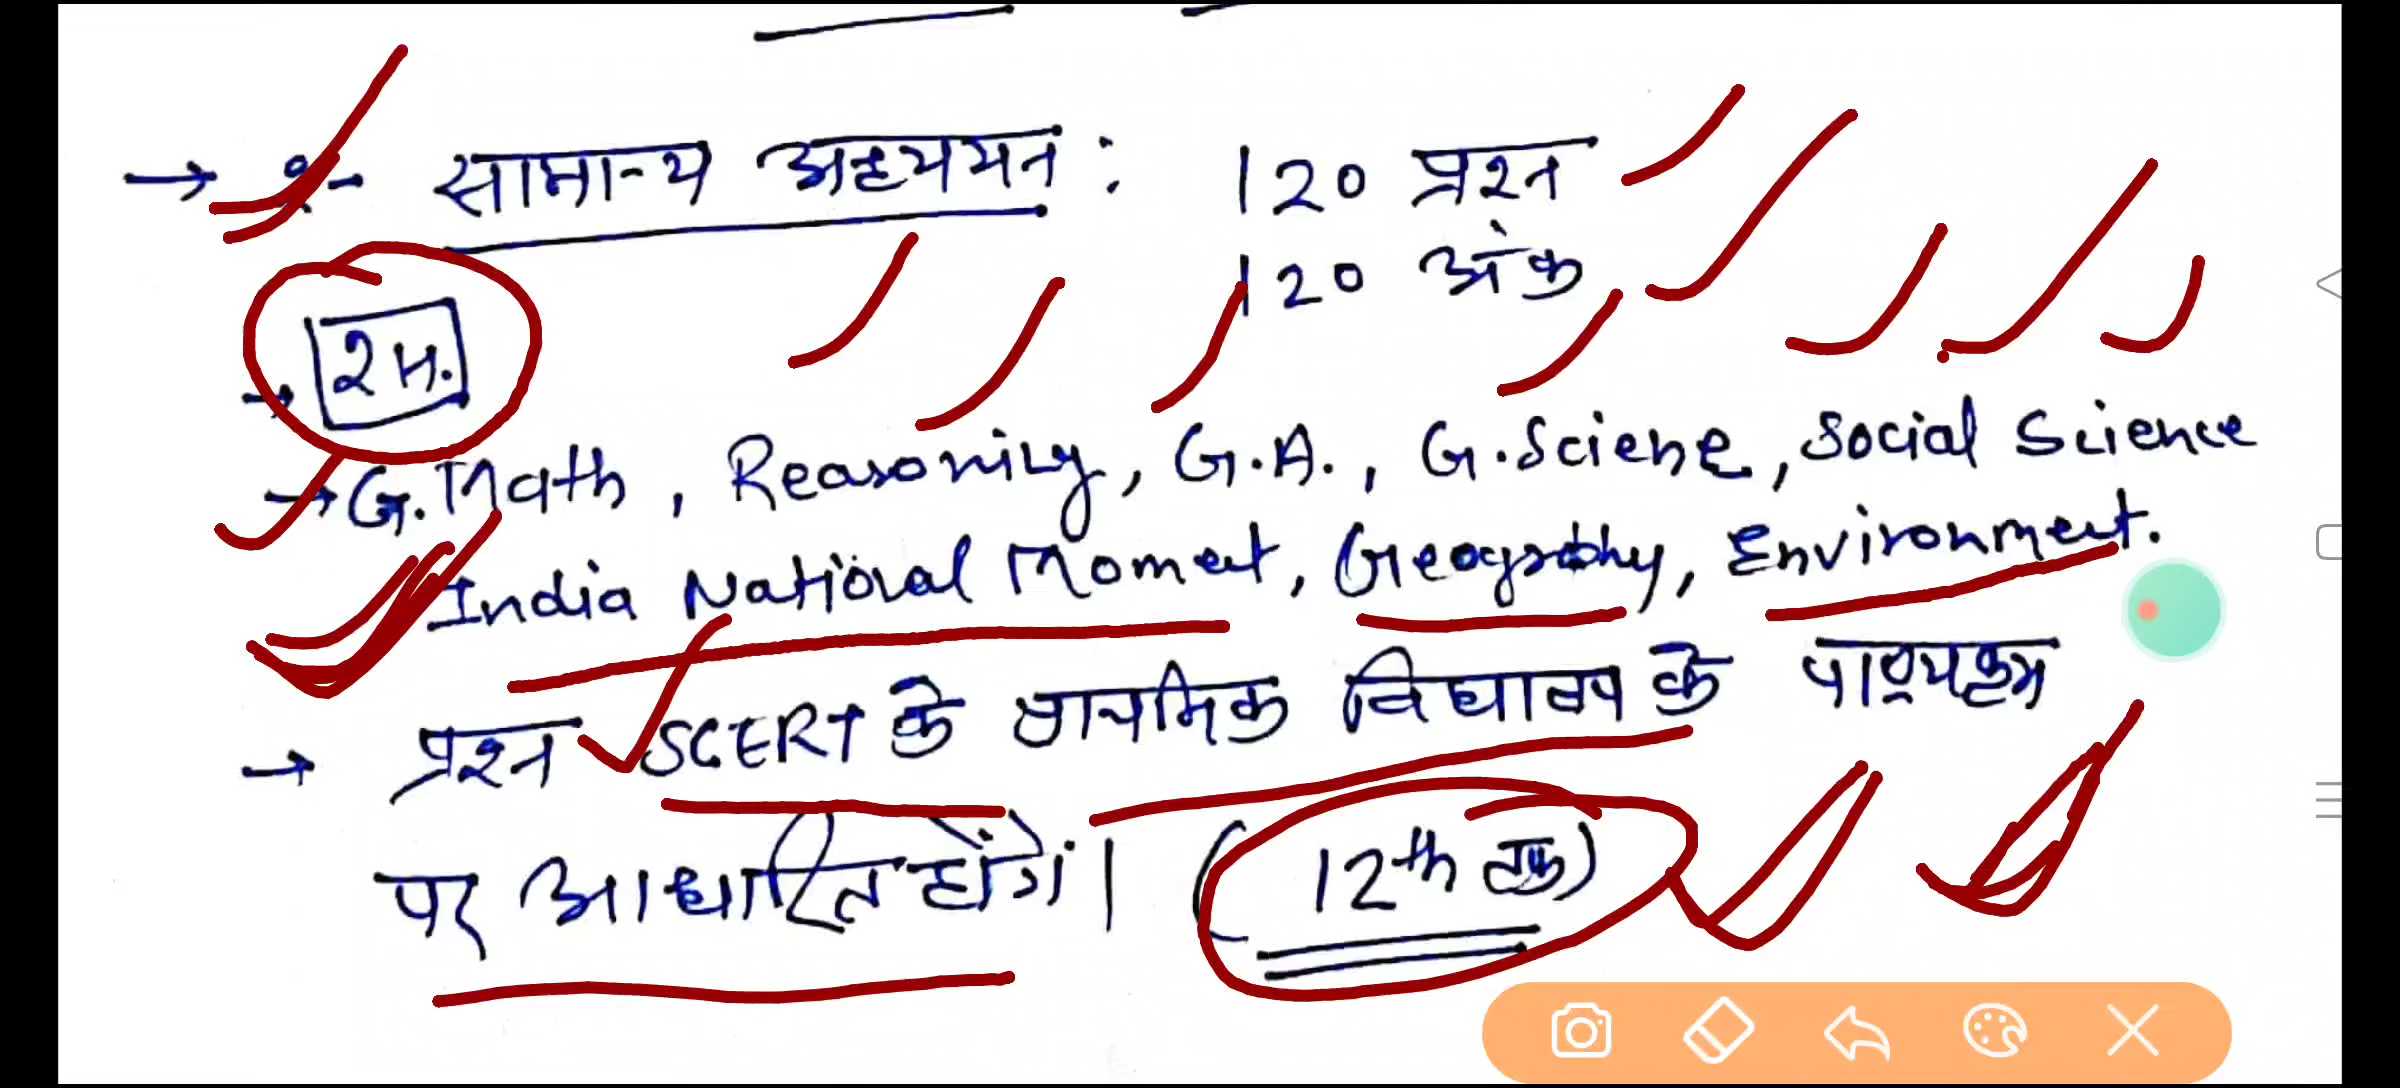 → २- सामान्य अध्ययन : 120 प्रश्न
120 अंक
→ 2 म.
→ G.Math, Reasoning, G.A., G.Sciene, Social Science
India National Moment, Geography, Environment.
→ प्रश्न SCERT के प्राथमिक विद्यालय के पाठ्यक्रम
पर आधारित होंगे। (12th तक)